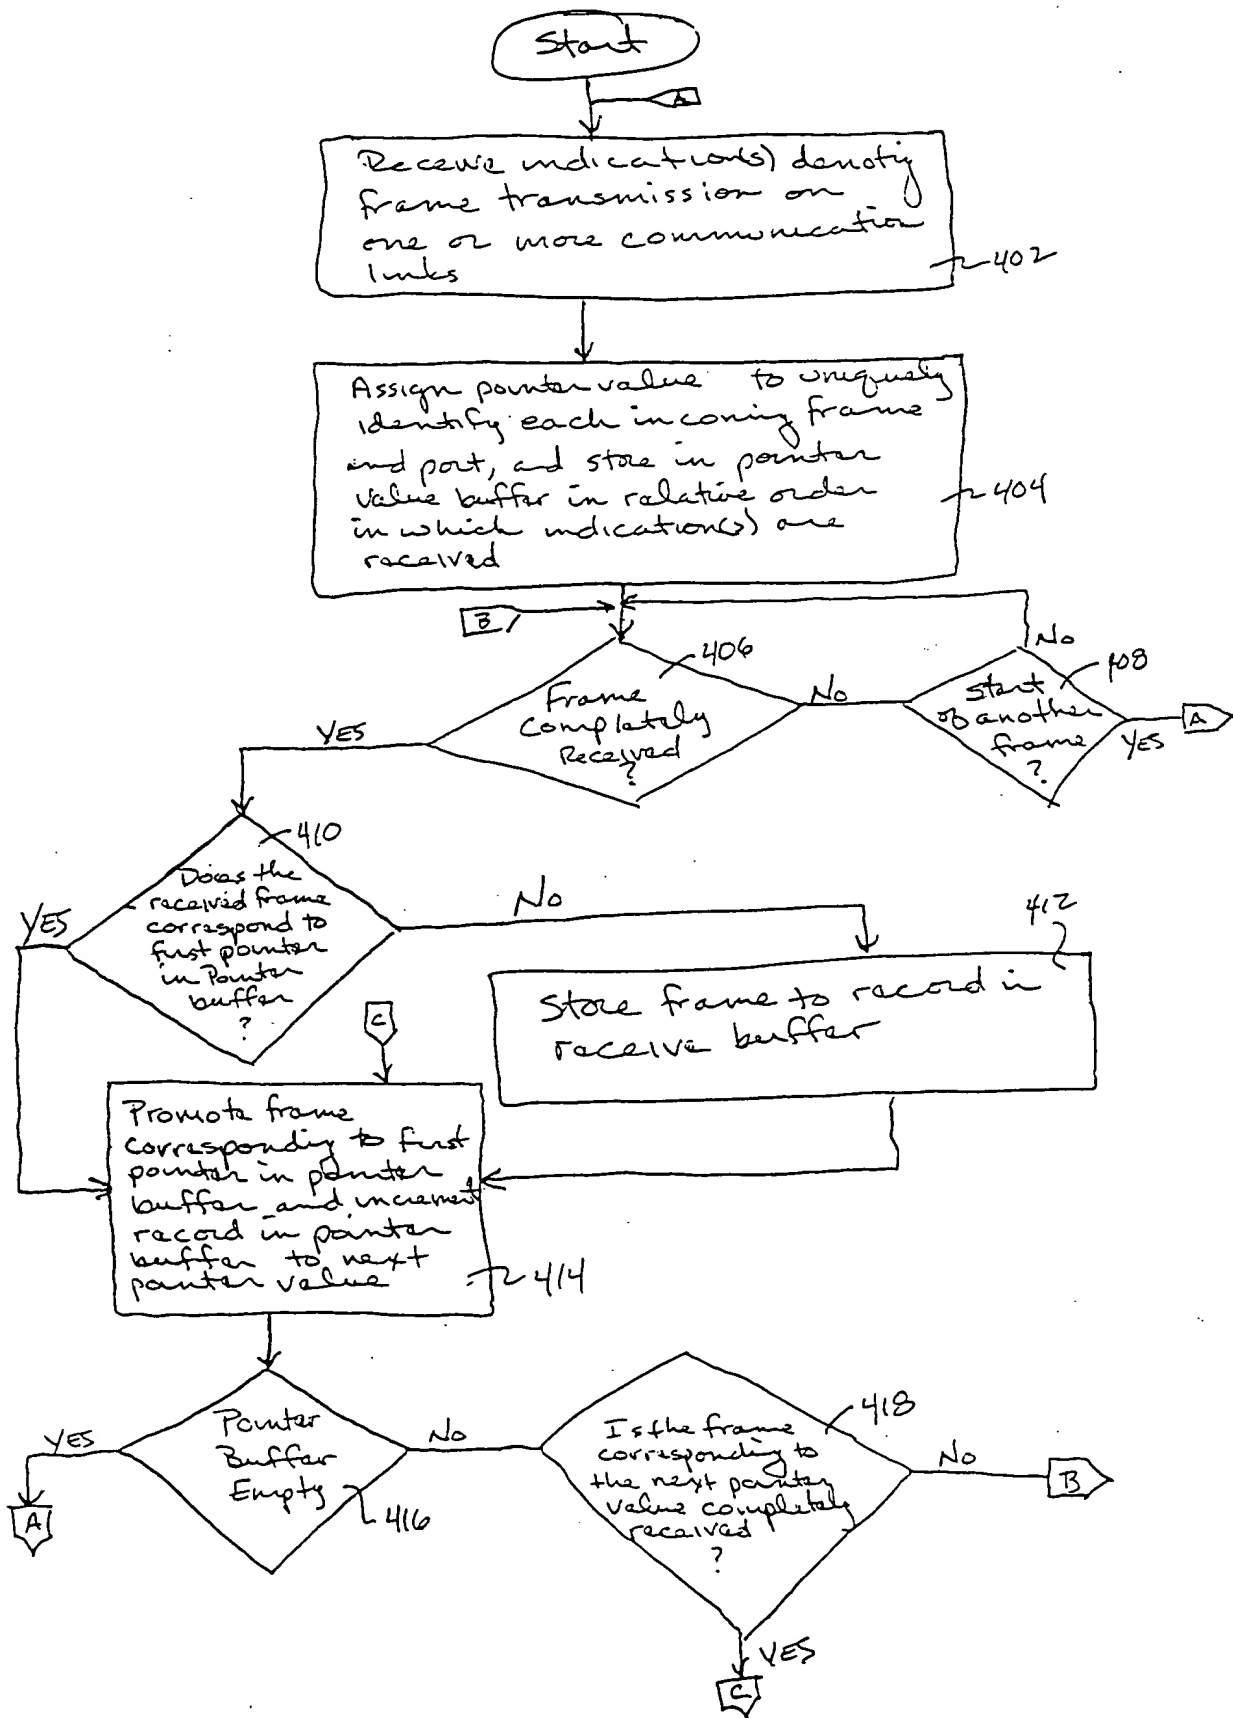 Start
A
Receive indication(s) denoting
frame transmission on
one or more communication
links
402
Assign pointer value to uniquely
identify each incoming frame
and port, and store in pointer
value buffer in relative order
in which indication(s) are
received
404
B
406
Frame
Completely
Received
?
YES
No
No
408
Start
of another
frame
?
YES
A
410
Does the
received frame
correspond to
first pointer
in Pointer
buffer
?
YES
No
412
Store frame to record in
receive buffer
C
Promote frame
corresponding to first
pointer in pointer
buffer and increment
record in pointer
buffer to next
pointer value
414
Pointer
Buffer
Empty
416
YES
A
No
418
Is the frame
corresponding to
the next pointer
value completely
received
?
No
B
YES
C